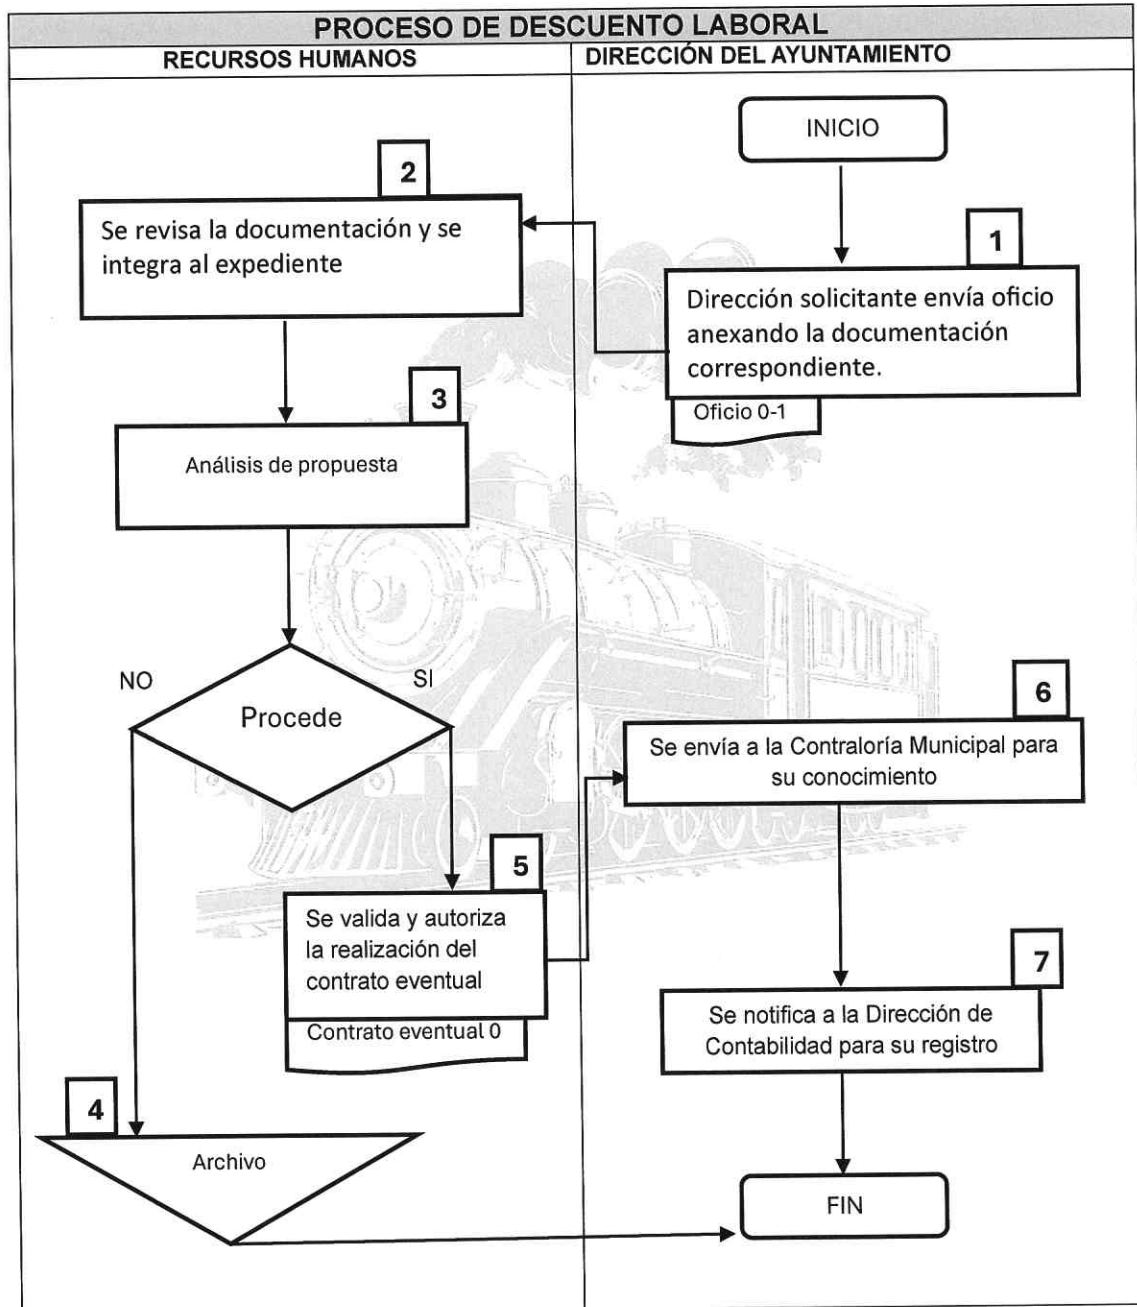 PROCESO DE DESCUENTO LABORAL
RECURSOS HUMANOS
DIRECCIÓN DEL AYUNTAMIENTO
INICIO
1
Dirección solicitante envía oficio
anexando la documentación
correspondiente.
Oficio 0-1
2
Se revisa la documentación y se
integra al expediente
3
Análisis de propuesta
NO
SI
Procede
4
Archivo
5
Se valida y autoriza
la realización del
contrato eventual
Contrato eventual 0
6
Se envía a la Contraloría Municipal para
su conocimiento
7
Se notifica a la Dirección de
Contabilidad para su registro
FIN